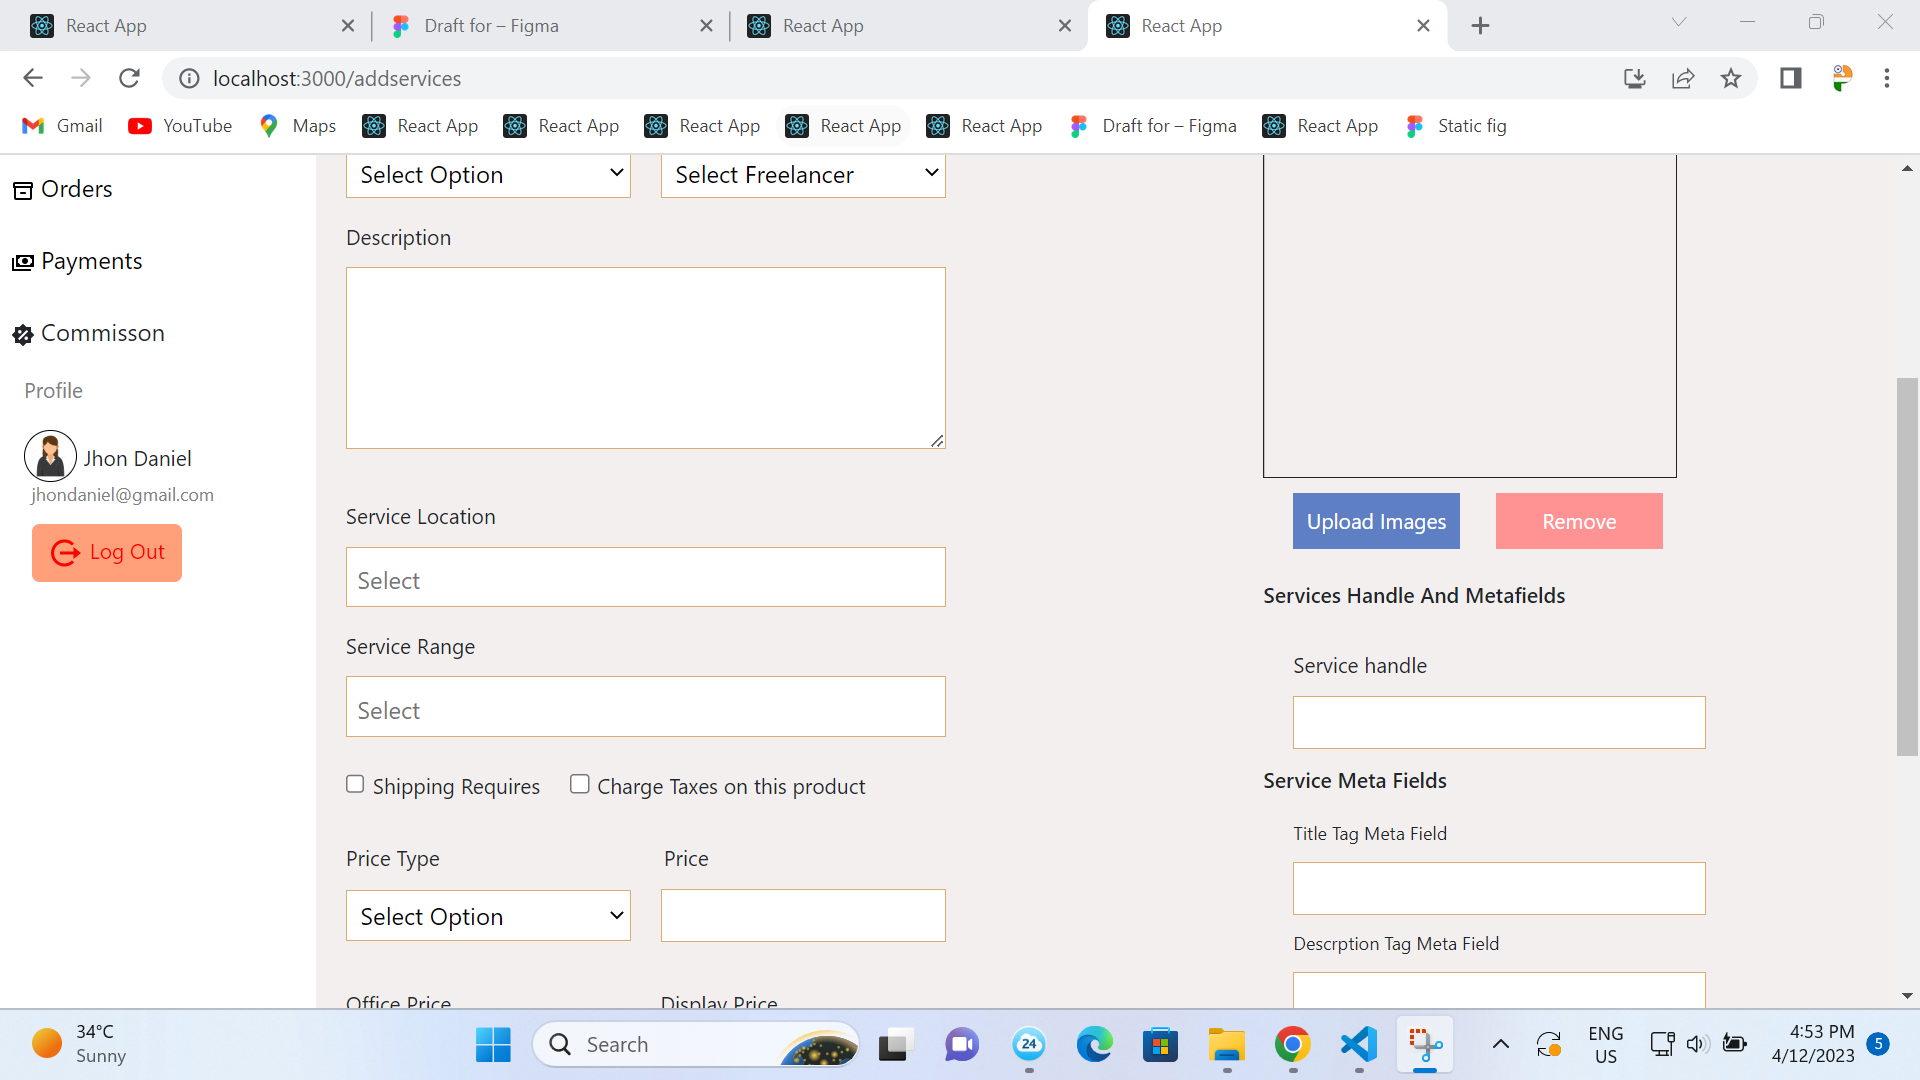 React App
Draft for – Figma
React App
React App
localhost:3000/addservices
Gmail
YouTube
Maps
React App
React App
React App
React App
React App
Draft for – Figma
React App
Static fig
Orders
Payments
Commisson
Profile
Jhon Daniel
jhondaniel@gmail.com
Log Out
Select Option
Select Freelancer
Description
Service Location
Select
Service Range
Select
Shipping Requires
Charge Taxes on this product
Price Type
Price
Select Option
Office Price
Display Price
Upload Images
Remove
Services Handle And Metafields
Service handle
Service Meta Fields
Title Tag Meta Field
Descrption Tag Meta Field
34°C
Sunny
Search
24
ENG
US
4:53 PM
4/12/2023
5